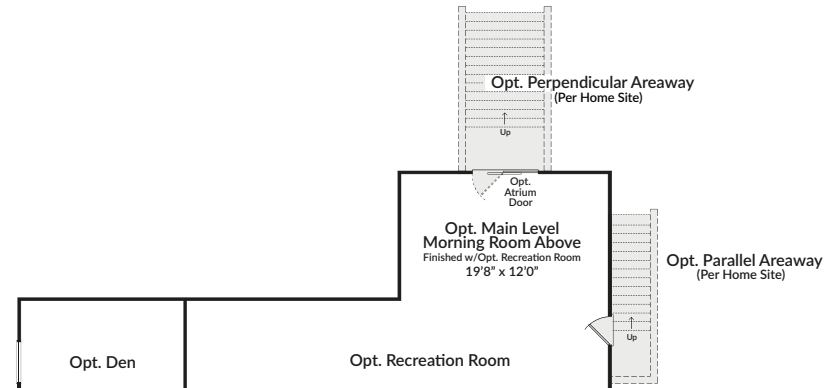 Opt. Perpendicular Areaway
(Per Home Site)
Up
Opt.
Atrium
Door
Opt. Main Level
Morning Room Above
Finished w/Opt. Recreation Room
19'8" x 12'0"
Opt. Parallel Areaway
(Per Home Site)
Up
Opt. Den
Opt. Recreation Room